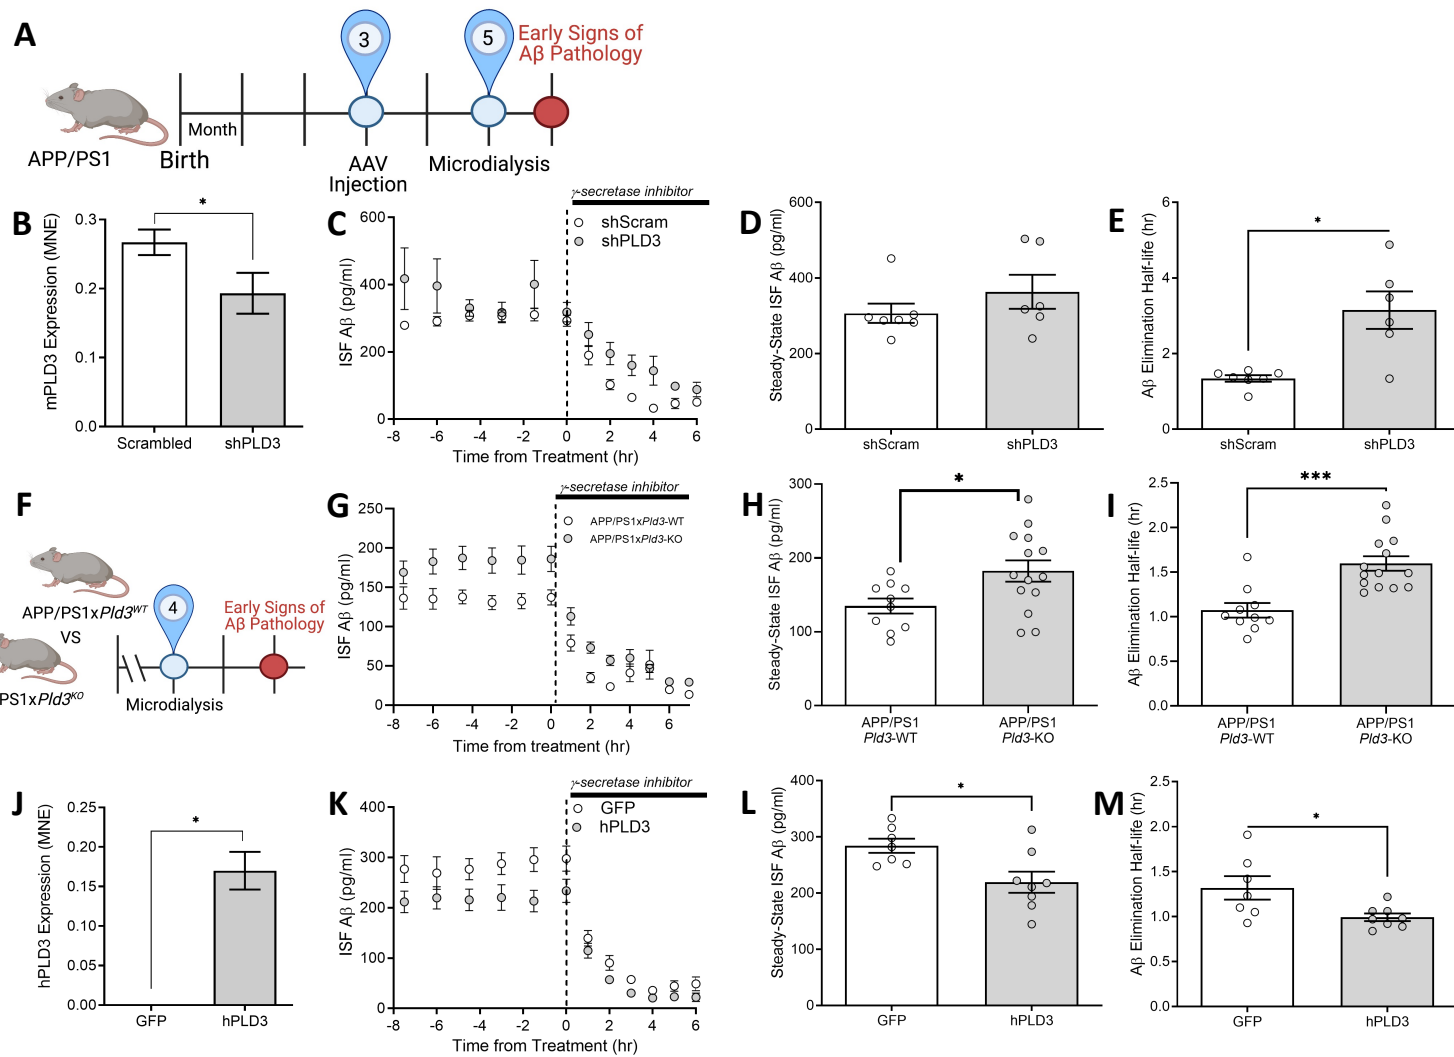 A
3
5
Early Signs of
Aβ Pathology
Month
APP/PS1
Birth
AAV
Injection
Microdialysis
B
mPLD3 Expression (MNE)
0.3
0.2
0.1
0.0
*
Scrambled
shPLD3
C
γ-secretase inhibitor
shScram
shPLD3
ISF Aβ (pg/ml)
600
400
200
0
-8 -6 -4 -2 0 2 4 6
Time from Treatment (hr)
D
Steady-State ISF Aβ (pg/ml)
600
400
200
0
shScram
shPLD3
E
Aβ Elimination Half-life (hr)
6
4
2
0
*
shScram
shPLD3
F
APP/PS1xPld3WT
VS
PS1xPld3KO
4
Early Signs of
Aβ Pathology
Microdialysis
G
γ-secretase inhibitor
APP/PS1xPld3-WT
APP/PS1xPld3-KO
ISF Aβ (pg/ml)
250
200
150
100
50
0
-8 -6 -4 -2 0 2 4 6
Time from treatment (hr)
H
Steady-State ISF Aβ (pg/ml)
300
200
100
0
*
APP/PS1
Pld3-WT
APP/PS1
Pld3-KO
I
Aβ Elimination Half-life (hr)
2.5
2.0
1.5
1.0
0.5
0.0
***
APP/PS1
Pld3-WT
APP/PS1
Pld3-KO
J
hPLD3 Expression (MNE)
0.25
0.20
0.15
0.10
0.05
0.00
*
GFP
hPLD3
K
γ-secretase inhibitor
GFP
hPLD3
ISF Aβ (pg/ml)
400
300
200
100
0
-8 -6 -4 -2 0 2 4 6
Time from Treatment (hr)
L
Steady-State ISF Aβ (pg/ml)
400
300
200
100
0
*
GFP
hPLD3
M
Aβ Elimination Half-life (hr)
2.5
2.0
1.5
1.0
0.5
0.0
*
GFP
hPLD3